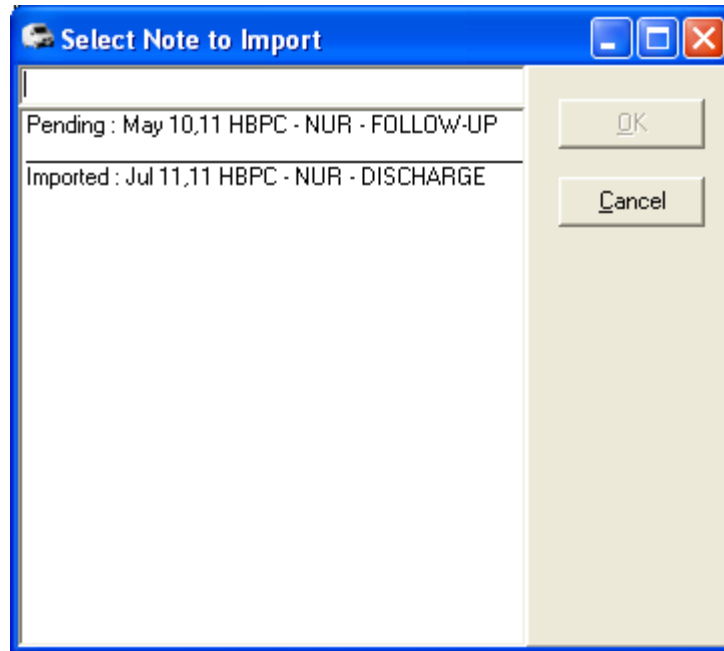 Select Note to Import
Pending : May 10,11 HBPC - NUR - FOLLOW-UP
OK
Imported : Jul 11,11 HBPC - NUR - DISCHARGE
Cancel